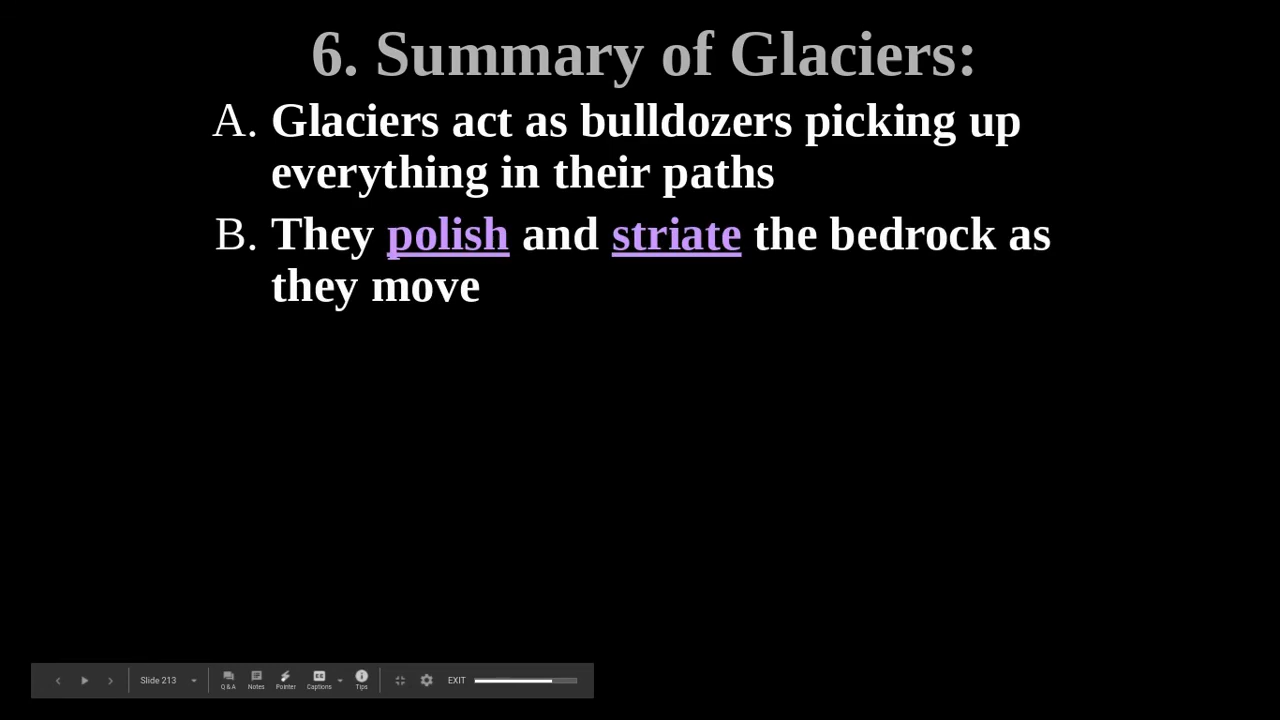 6. Summary of Glaciers:
A. Glaciers act as bulldozers picking up
everything in their paths
B. They polish and striate the bedrock as
they move
Slide 213
Q&A Notes Pointer Captions Tips
EXIT